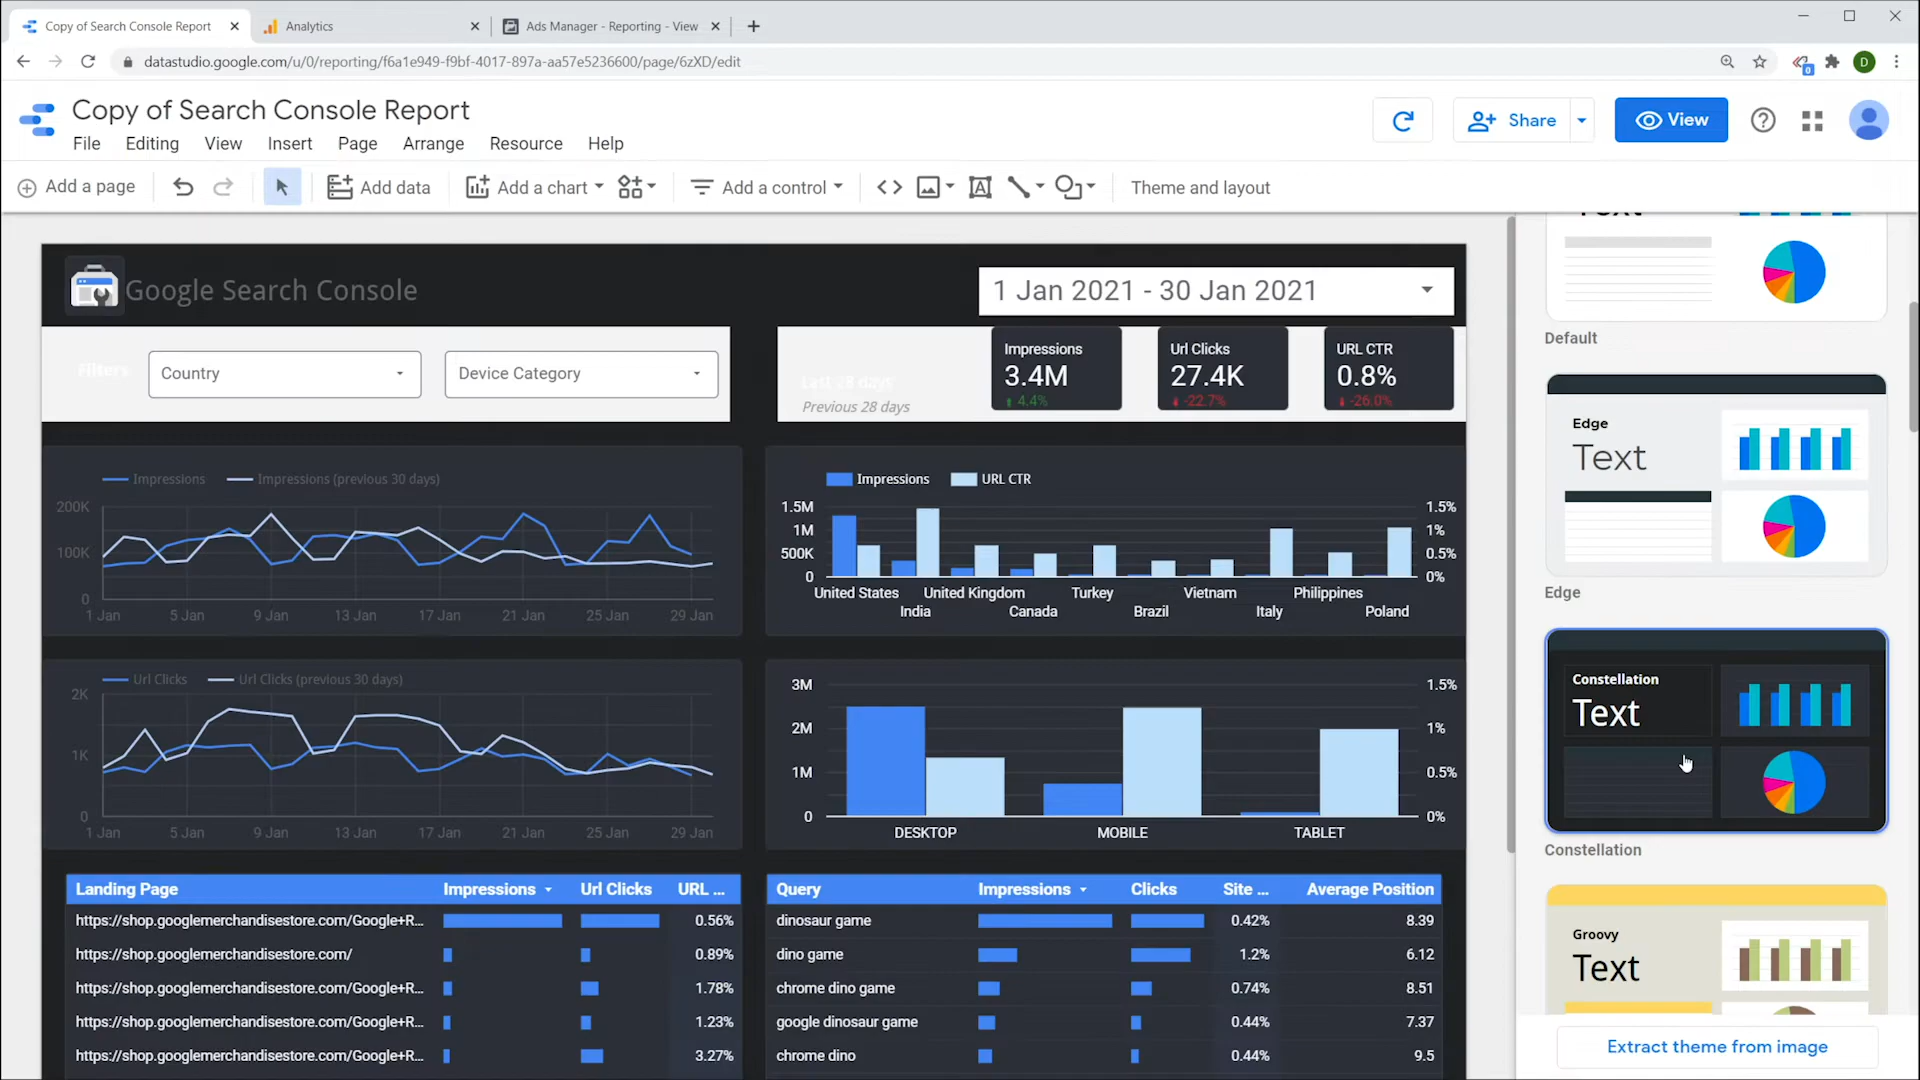 Copy of Search Console Report
Analytics
Ads Manager - Reporting - View
datastudio.google.com/u/0/reporting/f6a1e949-f9bf-4017-897a-aa57e5236600/page/6zXD/edit
0
D
Copy of Search Console Report
File Editing View Insert Page Arrange Resource Help
Share
View
Add a page
Add data
Add a chart
Add a control
Theme and layout
Google Search Console
1 Jan 2021 - 30 Jan 2021
Filters
Country
Device Category
Last 28 days
Previous 28 days
Impressions
3.4M
4.4%
Url Clicks
27.4K
-22.7%
URL CTR
0.8%
-26.0%
Impressions Impressions (previous 30 days)
200K
100K
0
1 Jan 5 Jan 9 Jan 13 Jan 17 Jan 21 Jan 25 Jan 29 Jan
Impressions URL CTR
1.5M 1.5%
1M 1%
500K 0.5%
0 0%
United States United Kingdom Turkey Vietnam Philippines
India Canada Brazil Italy Poland
Url Clicks Url Clicks (previous 30 days)
2K
1K
0
1 Jan 5 Jan 9 Jan 13 Jan 17 Jan 21 Jan 25 Jan 29 Jan
3M 1.5%
2M 1%
1M 0.5%
0 0%
DESKTOP MOBILE TABLET
Landing Page Impressions Url Clicks URL ...
https://shop.googlemerchandisestore.com/Google+R... 0.56%
https://shop.googlemerchandisestore.com/ 0.89%
https://shop.googlemerchandisestore.com/Google+R... 1.78%
https://shop.googlemerchandisestore.com/Google+R... 1.23%
https://shop.googlemerchandisestore.com/Google+R... 3.27%
Query Impressions Clicks Site ... Average Position
dinosaur game 0.42% 8.39
dino game 1.2% 6.12
chrome dino game 0.74% 8.51
google dinosaur game 0.44% 7.37
chrome dino 0.44% 9.5
Text
Default
Edge
Text
Edge
Constellation
Text
Constellation
Groovy
Text
Extract theme from image